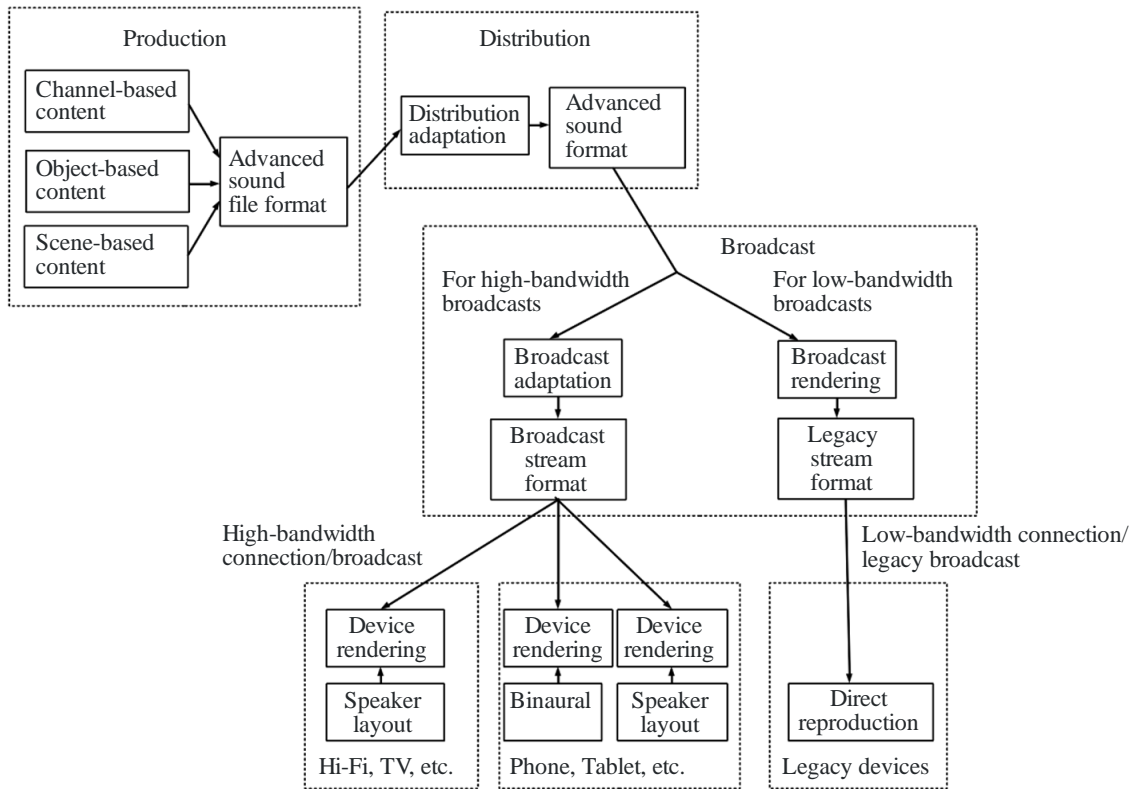 Production
Channel-based
content
Object-based
content
Scene-based
content
Advanced
sound
file format
Distribution
Distribution
adaptation
Advanced
sound
format
Broadcast
For high-bandwidth
broadcasts
For low-bandwidth
broadcasts
Broadcast
adaptation
Broadcast
rendering
Broadcast
stream
format
Legacy
stream
format
High-bandwidth
connection/broadcast
Low-bandwidth connection/
legacy broadcast
Device
rendering
Speaker
layout
Hi-Fi, TV, etc.
Device
rendering
Binaural
Device
rendering
Speaker
layout
Phone, Tablet, etc.
Direct
reproduction
Legacy devices